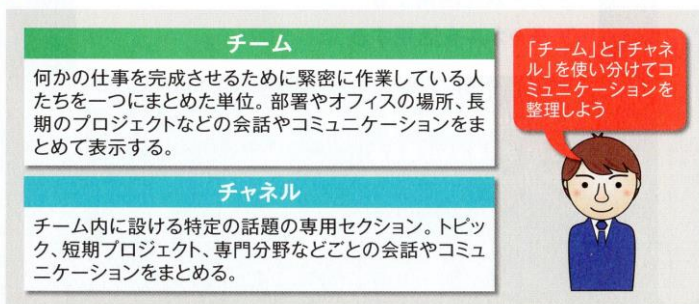 チーム
何かの仕事を完成させるために緊密に作業している人
たちを一つにまとめた単位。部署やオフィスの場所、長
期のプロジェクトなどの会話やコミュニケーションをま
とめて表示する。
チャネル
チーム内に設ける特定の話題の専用セクション。トピッ
ク、短期プロジェクト、専門分野などごとの会話やコミュ
ニケーションをまとめる。
「チーム」と「チャネ
ル」を使い分けてコ
ミュニケーションを
整理しよう